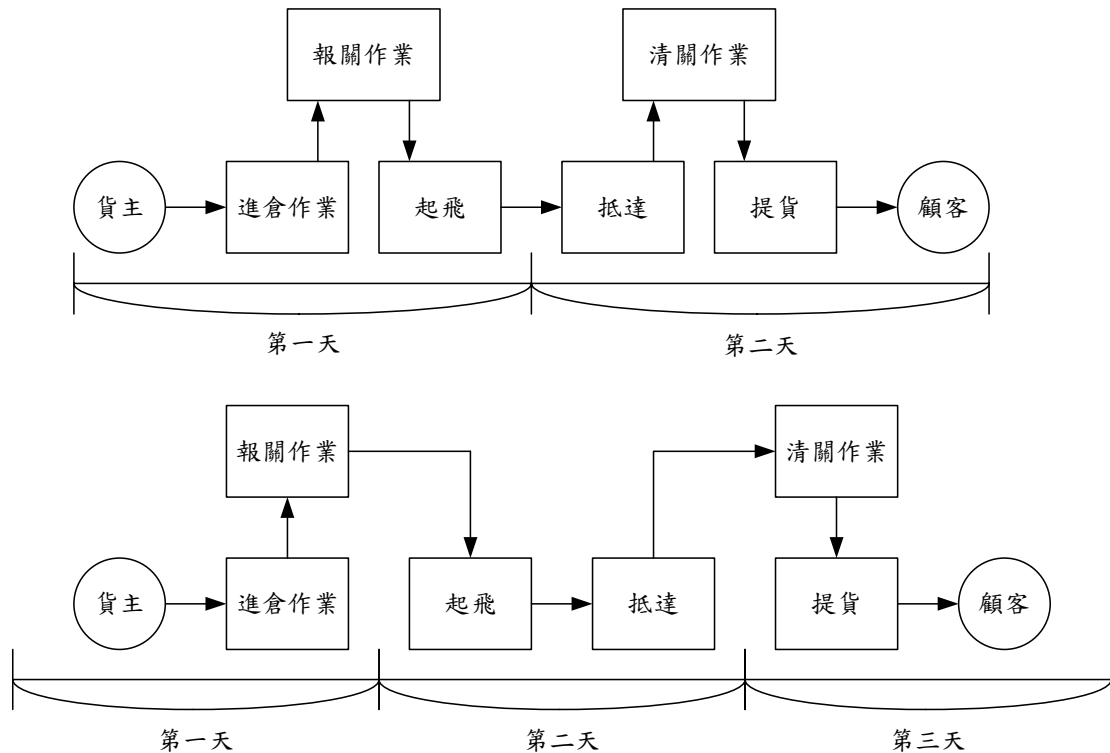 報關作業
清關作業
貨主
進倉作業
起飛
抵達
提貨
顧客
第一天
第二天
報關作業
清關作業
貨主
進倉作業
起飛
抵達
提貨
顧客
第一天
第二天
第三天